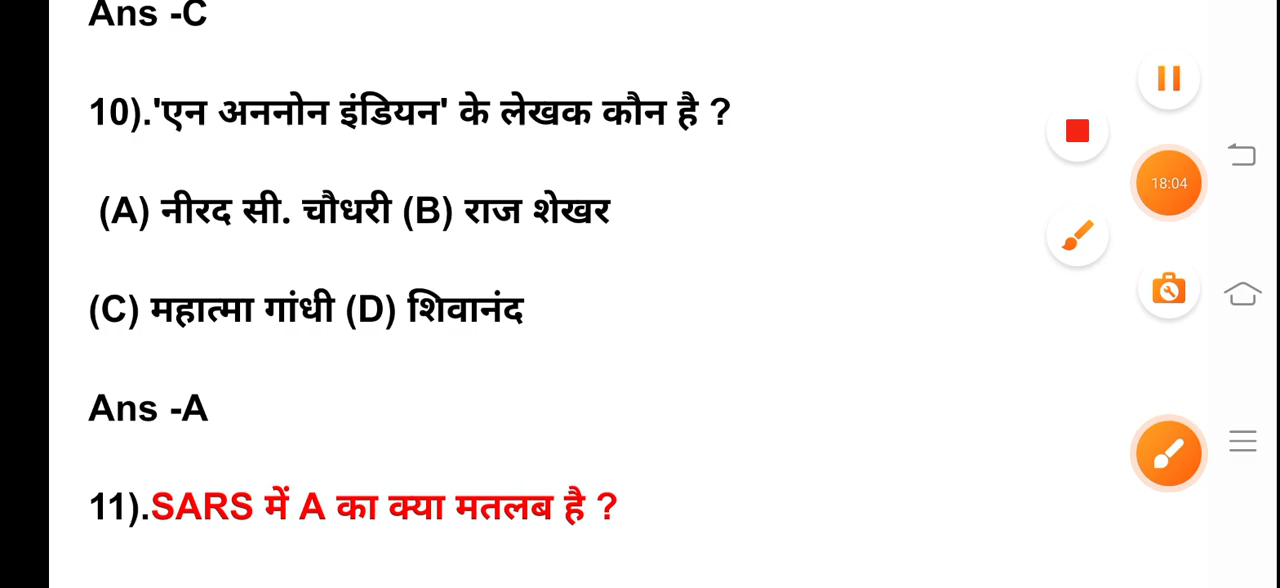 Ans -C
10).'एन अननोन इंडियन' के लेखक कौन है ?
(A) नीरद सी. चौधरी (B) राज शेखर
(C) महात्मा गांधी (D) शिवानंद
Ans -A
11).SARS में A का क्या मतलब है ?
18:04